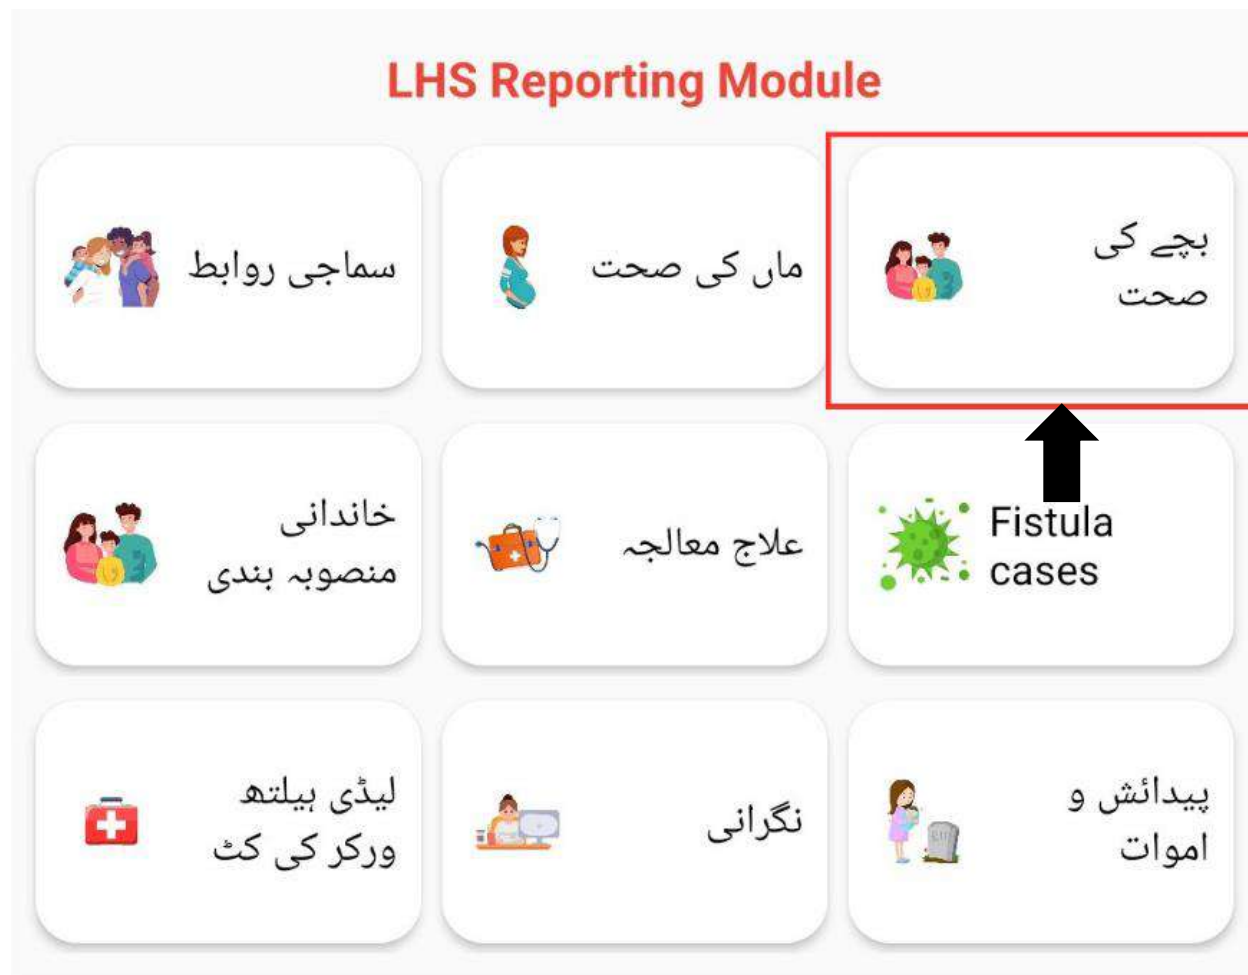 LHS Reporting Module
سماجی روابط
ماں کی صحت
بچے کی
صحت
خاندانی
منصوبہ بندی
علاج معالجہ
Fistula
cases
لیڈی ہیلتھ
ورکر کی کٹ
نگرانی
پیدائش و
اموات